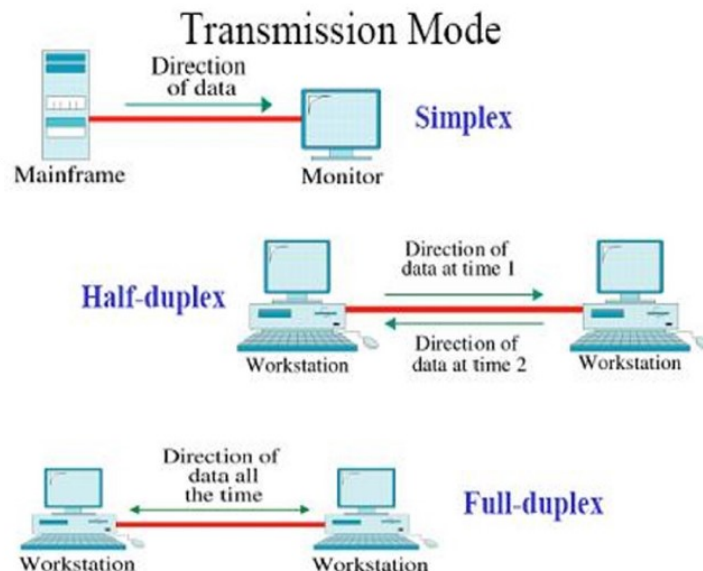 Transmission Mode
Direction
of data
Simplex
Mainframe
Monitor
Direction of
data at time 1
Half-duplex
Direction of
data at time 2
Workstation
Workstation
Direction of
data all
the time
Full-duplex
Workstation
Workstation